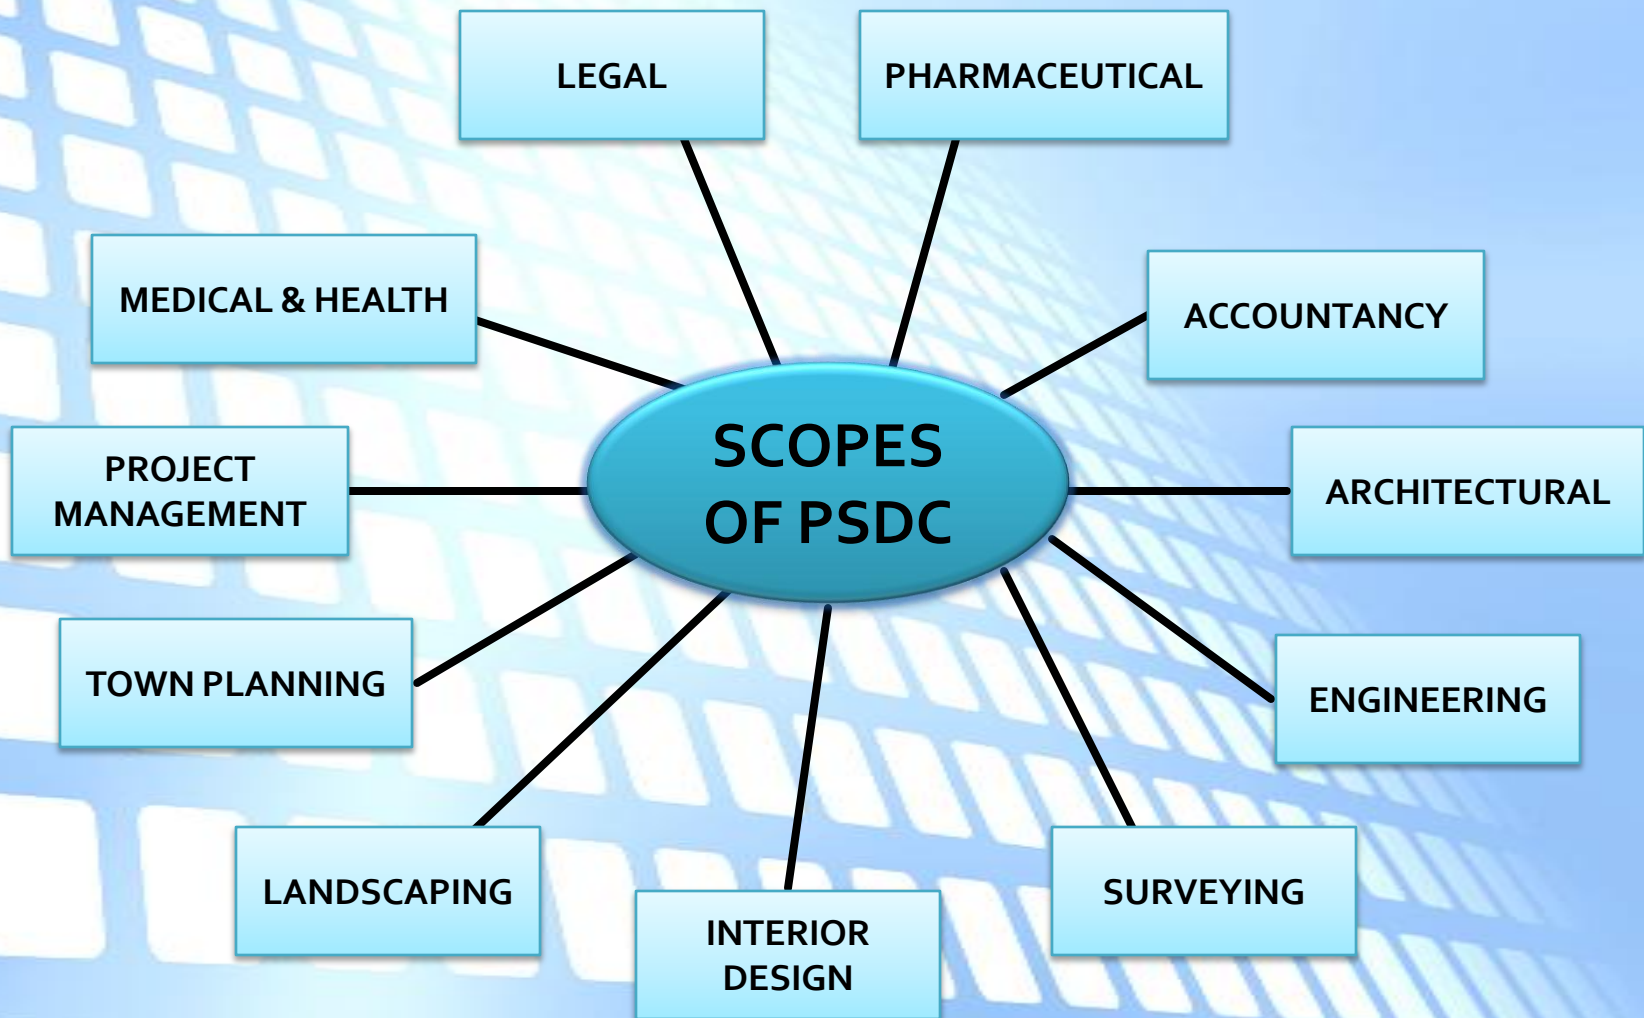 LEGAL
PHARMACEUTICAL
MEDICAL & HEALTH
ACCOUNTANCY
SCOPES
OF PSDC
PROJECT
MANAGEMENT
ARCHITECTURAL
TOWN PLANNING
ENGINEERING
LANDSCAPING
INTERIOR
DESIGN
SURVEYING